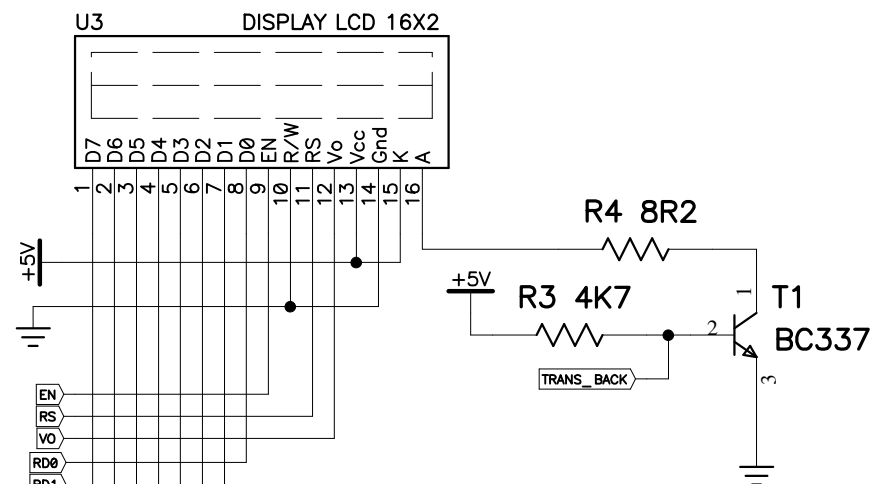 U3 DISPLAY LCD 16X2
D7 D6 D5 D4 D3 D2 D1 D0 EN R/W RS Vo Vcc Gnd K A
1 2 3 4 5 6 7 8 9 10 11 12 13 14 15 16
R4 8R2
+5V
+5V
R3 4K7
1
T1
2
BC337
TRANS_BACK
3
EN
RS
VO
RD0
RD1